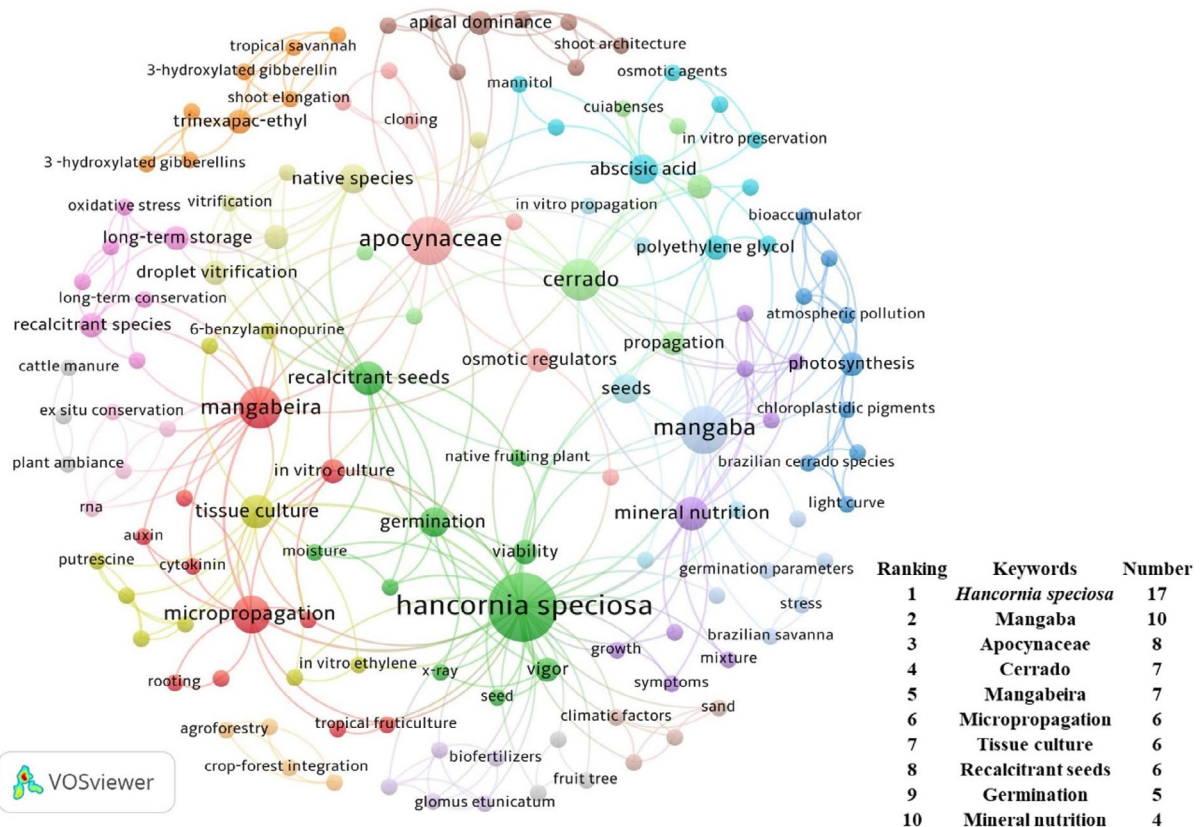 apical dominance
tropical savannah
shoot architecture
3-hydroxylated gibberellin
mannitol
osmotic agents
shoot elongation
cuiabenses
trinexapac-ethyl
cloning
in vitro preservation
3 -hydroxylated gibberellins
abscisic acid
native species
oxidative stress
vitrification
in vitro propagation
bioaccumulator
long-term storage
apocynaceae
polyethylene glycol
droplet vitrification
cerrado
long-term conservation
recalcitrant species
6-benzylaminopurine
atmospheric pollution
propagation
cattle manure
osmotic regulators
photosynthesis
recalcitrant seeds
seeds
ex situ conservation
mangabeira
chloroplastidic pigments
mangaba
native fruiting plant
plant ambiance
in vitro culture
brazilian cerrado species
rna
tissue culture
mineral nutrition
light curve
germination
auxin
moisture
viability
putrescine
cytokinin
germination parameters
micropropagation
hancornia speciosa
stress
brazilian savanna
growth
mixture
in vitro ethylene
x-ray
vigor
rooting
symptoms
seed
sand
agroforestry
tropical fruticulture
climatic factors
biofertilizers
crop-forest integration
fruit tree
glomus etunicatum
VOSviewer
Ranking Keywords Number
1 Hancornia speciosa 17
2 Mangaba 10
3 Apocynaceae 8
4 Cerrado 7
5 Mangabeira 7
6 Micropropagation 6
7 Tissue culture 6
8 Recalcitrant seeds 6
9 Germination 5
10 Mineral nutrition 4